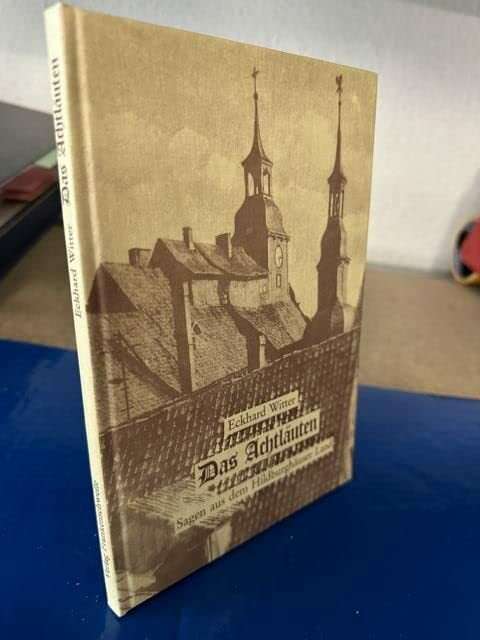 Eckhard Witter
Das Achtlauten
Sagen aus dem Hildburghäuser Land
Eckhard Witter Das Achtlauten